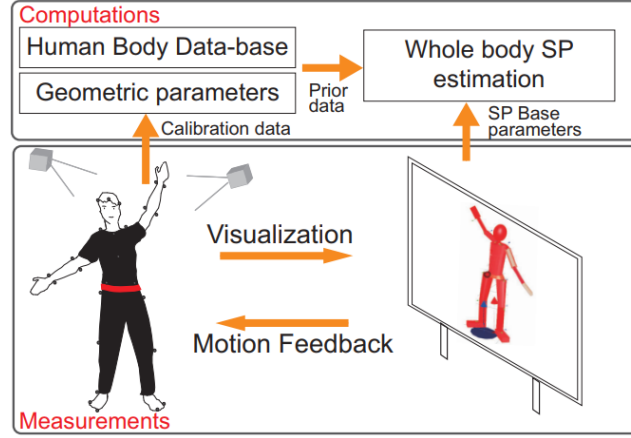 Computations
Human Body Data-base
Geometric parameters
Whole body SP
estimation
Prior
data
Calibration data
SP Base
parameters
Visualization
Motion Feedback
Measurements